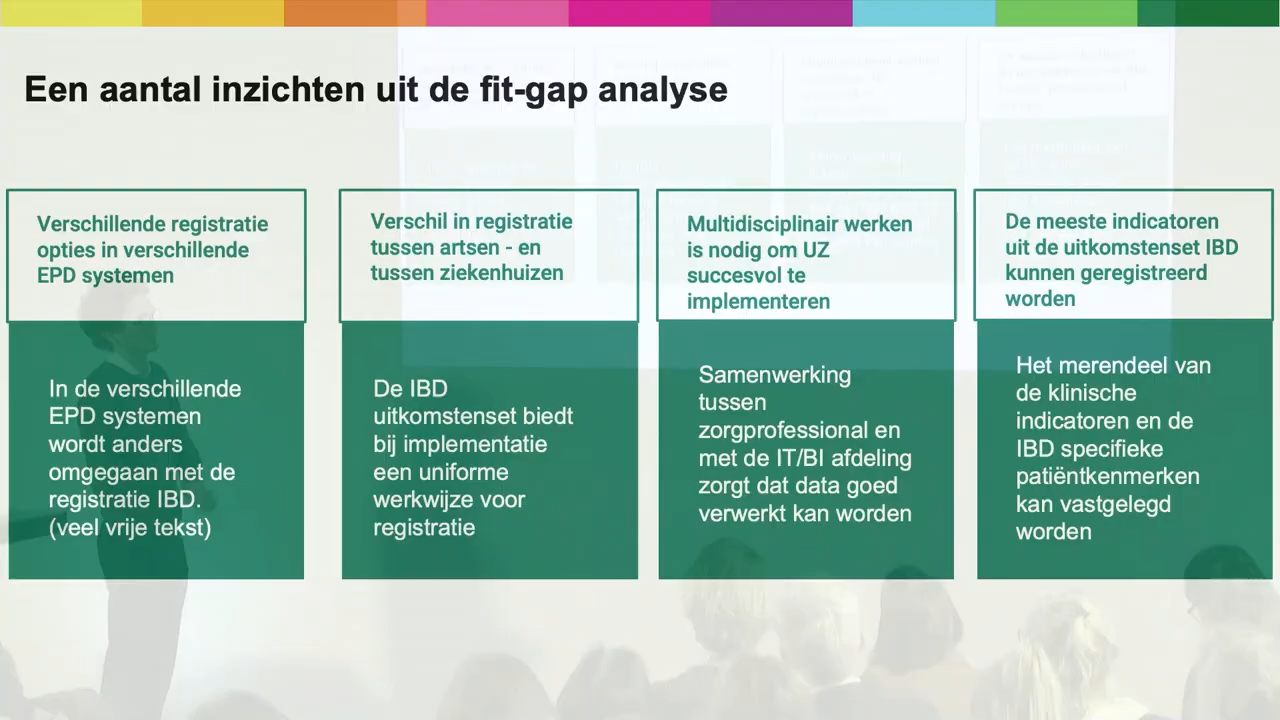 Een aantal inzichten uit de fit-gap analyse
Verschillende registratie
opties in verschillende
EPD systemen
In de verschillende
EPD systemen
wordt anders
omgegaan met de
registratie IBD.
(veel vrije tekst)
Verschil in registratie
tussen artsen - en
tussen ziekenhuizen
De IBD
uitkomstenset biedt
bij implementatie
een uniforme
werkwijze voor
registratie
Multidisciplinair werken
is nodig om UZ
succesvol te
implementeren
Samenwerking
tussen
zorgprofessional en
met de IT/BI afdeling
zorgt dat data goed
verwerkt kan worden
De meeste indicatoren
uit de uitkomstenset IBD
kunnen geregistreerd
worden
Het merendeel van
de klinische
indicatoren en de
IBD specifieke
patiëntkenmerken
kan vastgelegd
worden